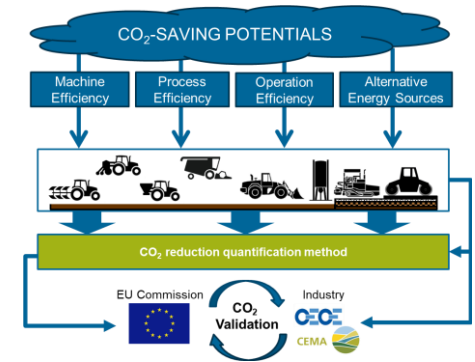 CO₂-SAVING POTENTIALS
Machine
Efficiency
Process
Efficiency
Operation
Efficiency
Alternative
Energy Sources
CO₂ reduction quantification method
EU Commission
CO₂
Validation
Industry
CECE
CEMA